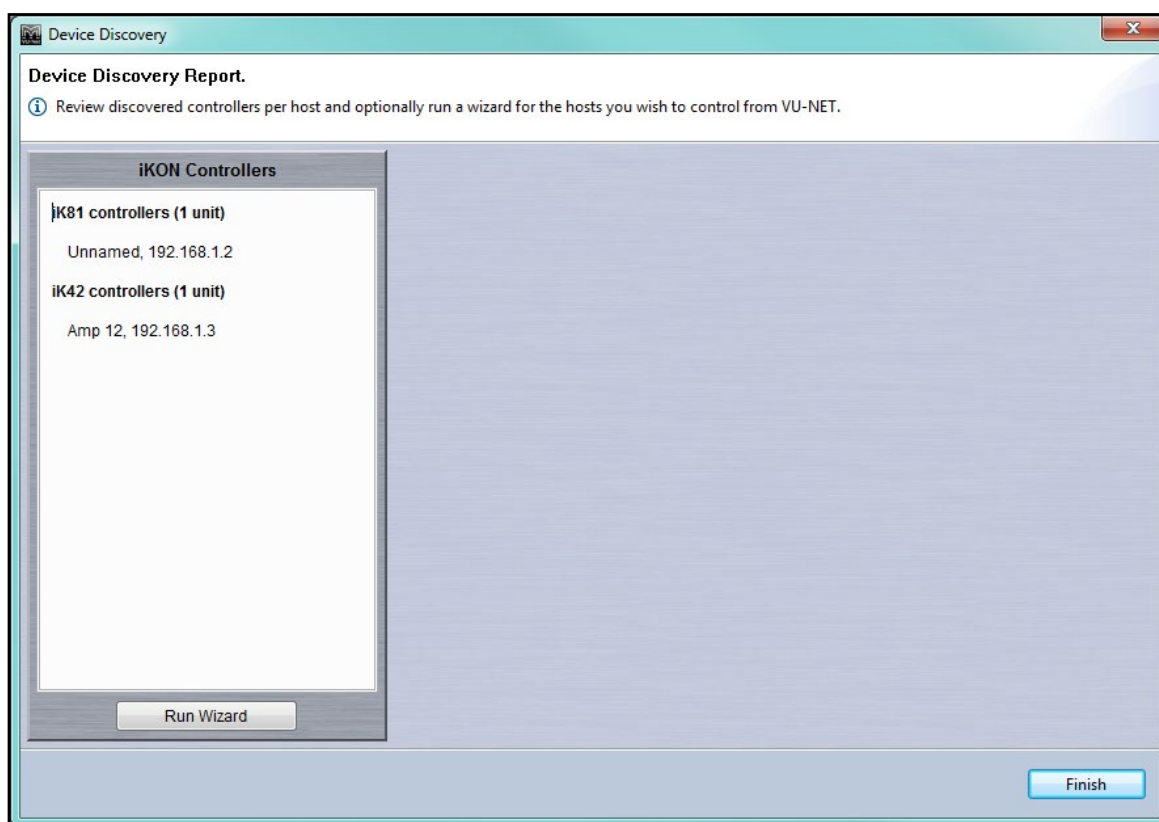 Device Discovery
Device Discovery Report.
Review discovered controllers per host and optionally run a wizard for the hosts you wish to control from VU-NET.
iKON Controllers
iK81 controllers (1 unit)
Unnamed, 192.168.1.2
iK42 controllers (1 unit)
Amp 12, 192.168.1.3
Run Wizard
Finish